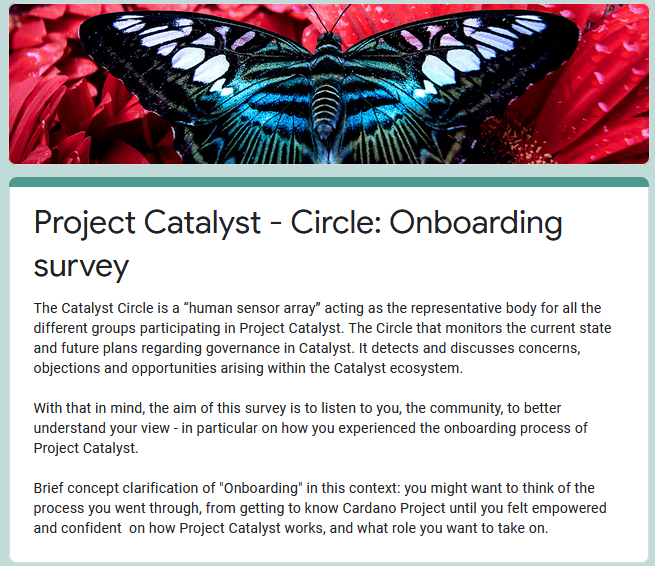 Project Catalyst - Circle: Onboarding
survey
The Catalyst Circle is a “human sensor array” acting as the representative body for all the
different groups participating in Project Catalyst. The Circle that monitors the current state
and future plans regarding governance in Catalyst. It detects and discusses concerns,
objections and opportunities arising within the Catalyst ecosystem.
With that in mind, the aim of this survey is to listen to you, the community, to better
understand your view - in particular on how you experienced the onboarding process of
Project Catalyst.
Brief concept clarification of "Onboarding" in this context: you might want to think of the
process you went through, from getting to know Cardano Project until you felt empowered
and confident  on how Project Catalyst works, and what role you want to take on.